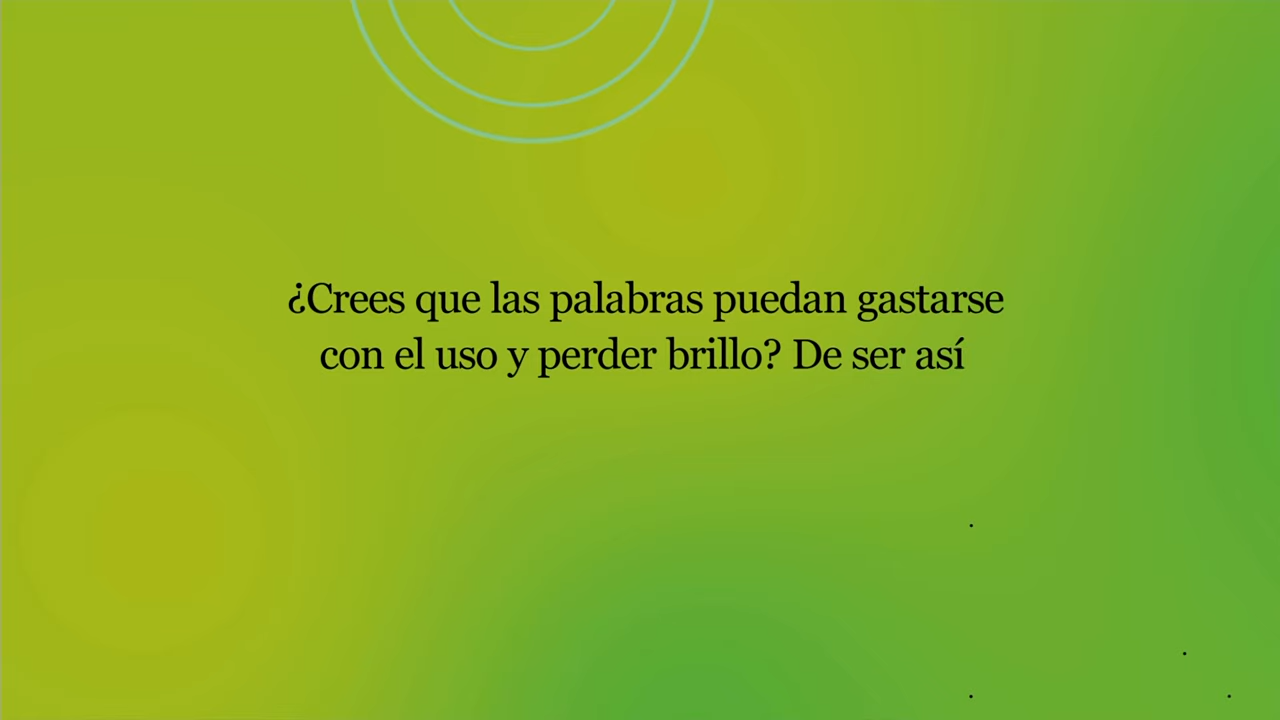 ¿Crees que las palabras puedan gastarse
con el uso y perder brillo? De ser así